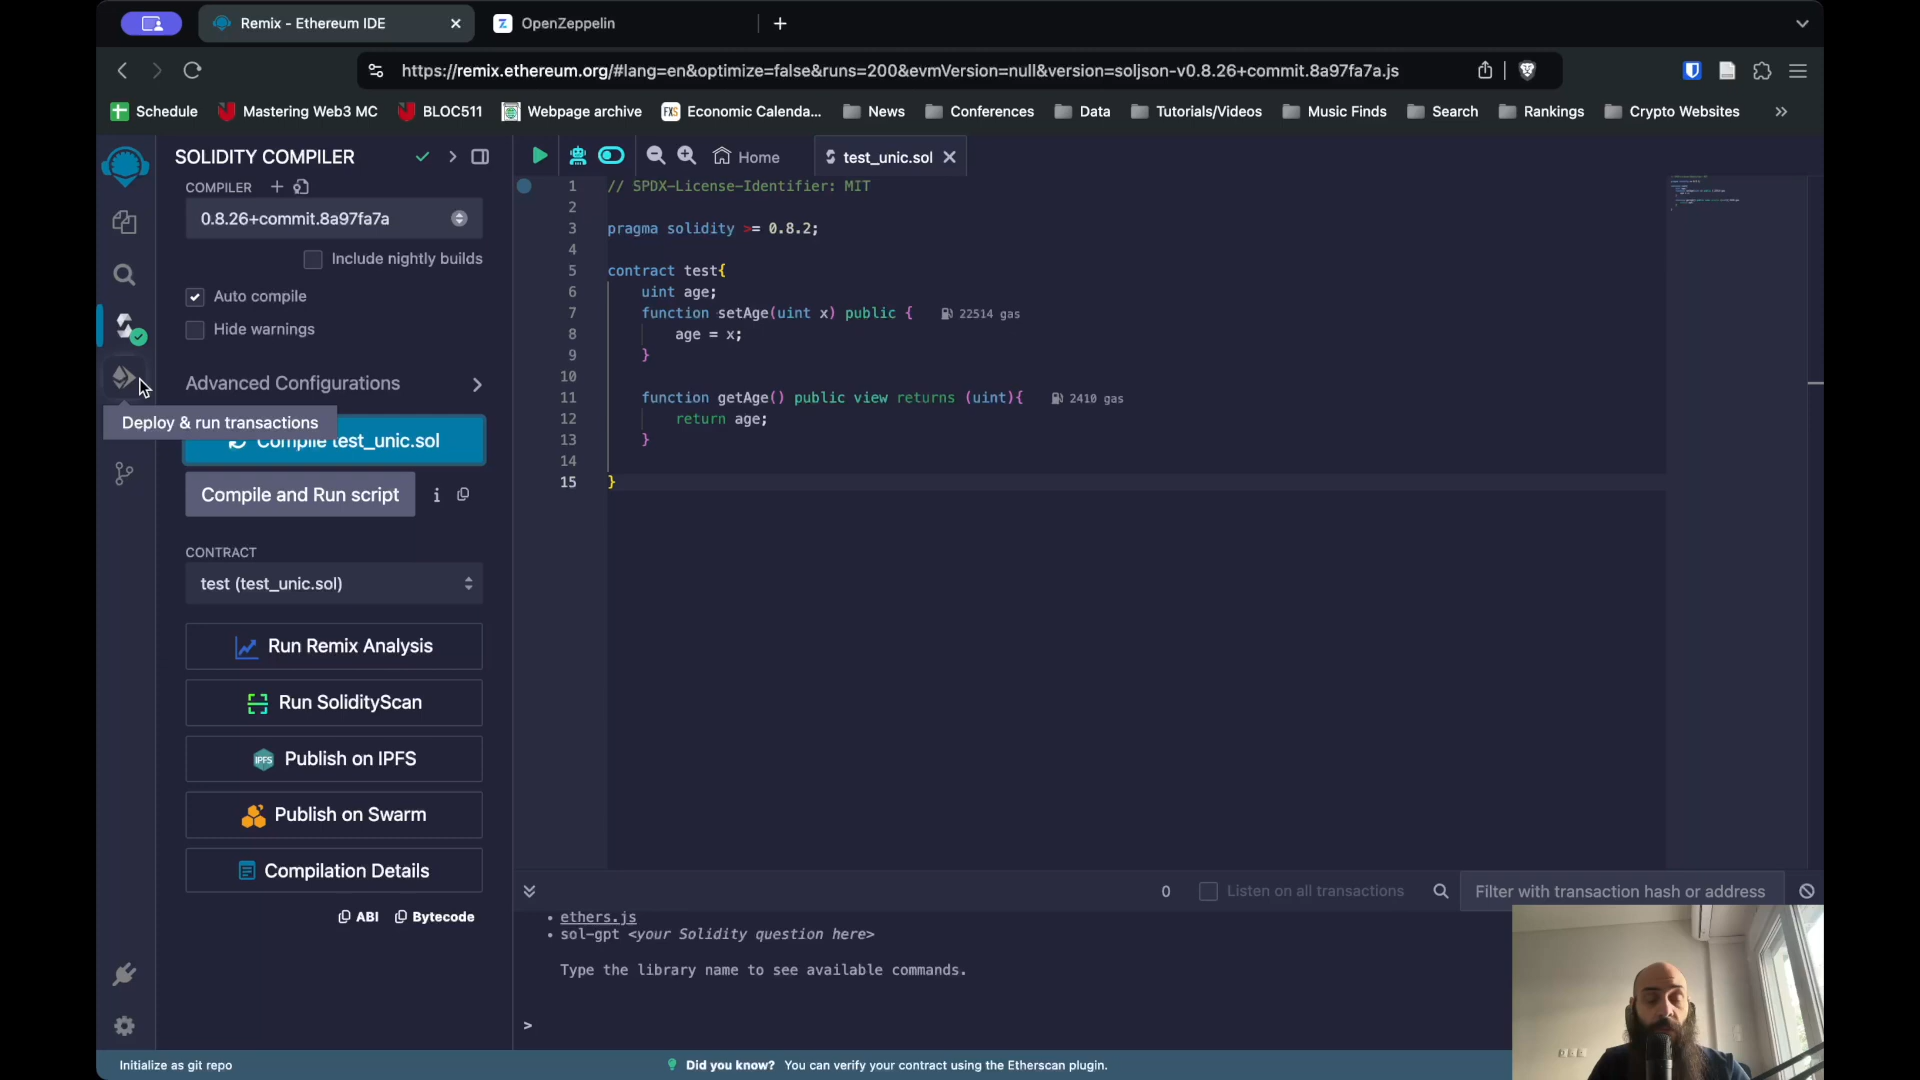 Remix - Ethereum IDE
OpenZeppelin
https://remix.ethereum.org/#lang=en&optimize=false&runs=200&evmVersion=null&version=soljson-v0.8.26+commit.8a97fa7a.js
Schedule
Mastering Web3 MC
BLOC511
Webpage archive
FXS
Economic Calenda...
News
Conferences
Data
Tutorials/Videos
Music Finds
Search
Rankings
Crypto Websites
SOLIDITY COMPILER
Home
test_unic.sol
COMPILER
0.8.26+commit.8a97fa7a
Include nightly builds
Auto compile
Hide warnings
Advanced Configurations
Deploy & run transactions
Compile test_unic.sol
Compile and Run script
CONTRACT
test (test_unic.sol)
Run Remix Analysis
Run SolidityScan
IPFS
Publish on IPFS
Publish on Swarm
Compilation Details
ABI
Bytecode
1 // SPDX-License-Identifier: MIT
2
3 pragma solidity >= 0.8.2;
4
5 contract test{
6 uint age;
7 function setAge(uint x) public { 22514 gas
8 age = x;
9 }
10
11 function getAge() public view returns (uint){ 2410 gas
12 return age;
13 }
14
15 }
0
Listen on all transactions
Filter with transaction hash or address
• ethers.js
• sol-gpt <your Solidity question here>
Type the library name to see available commands.
>
Initialize as git repo
Did you know? You can verify your contract using the Etherscan plugin.